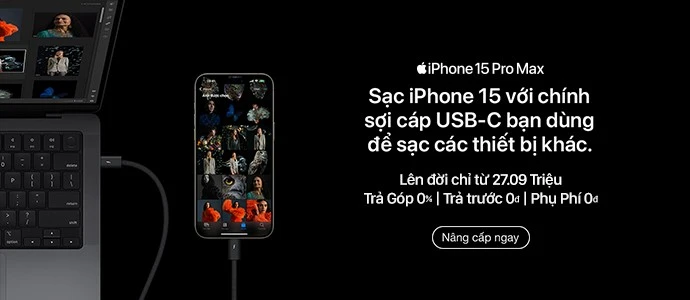 iPhone 15 Pro Max
Sạc iPhone 15 với chính
sợi cáp USB-C bạn dùng
để sạc các thiết bị khác.
Lên đời chỉ từ 27.09 Triệu
Trả Góp 0% | Trả trước 0đ | Phụ Phí 0đ
Nâng cấp ngay